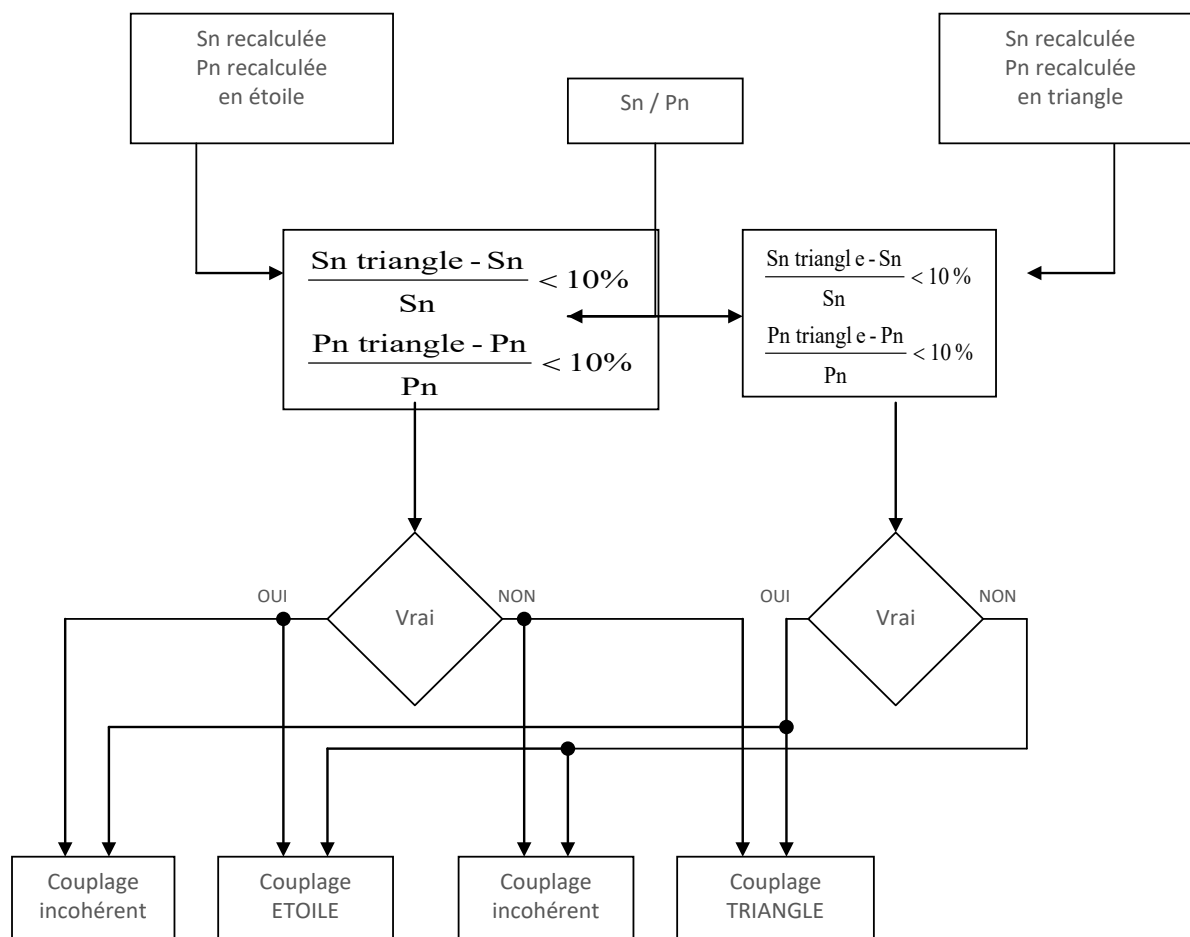 Sn recalculée
Pn recalculée
en étoile
Sn / Pn
Sn recalculée
Pn recalculée
en triangle
Sn triangle - Sn
Sn
< 10%
Pn triangle - Pn
Pn
< 10%
Sn triangl e - Sn
Sn
< 10 %
Pn triangl e - Pn
Pn
< 10 %
OUI
Vrai
NON
OUI
Vrai
NON
Couplage
incohérent
Couplage
ETOILE
Couplage
incohérent
Couplage
TRIANGLE